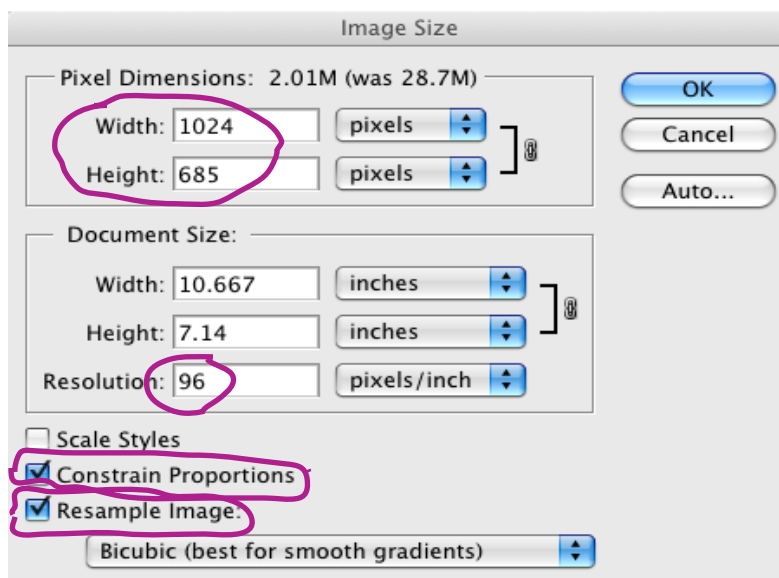 Image Size
Pixel Dimensions: 2.01M (was 28.7M)
Width: 1024 pixels
Height: 685 pixels
OK
Cancel
Auto...
Document Size:
Width: 10.667 inches
Height: 7.14 inches
Resolution: 96 pixels/inch
Scale Styles
Constrain Proportions
Resample Image:
Bicubic (best for smooth gradients)